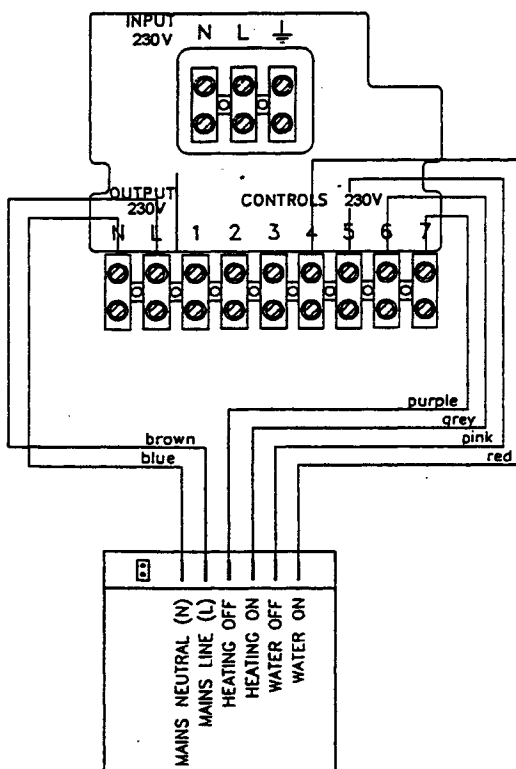 INPUT
230V
N L
OUTPUT
230V
CONTROLS 230V
N L 1 2 3 4 5 6 7
purple
grey
brown
pink
blue
red
MAINS NEUTRAL (N)
MAINS LINE (L)
HEATING OFF
HEATING ON
WATER OFF
WATER ON